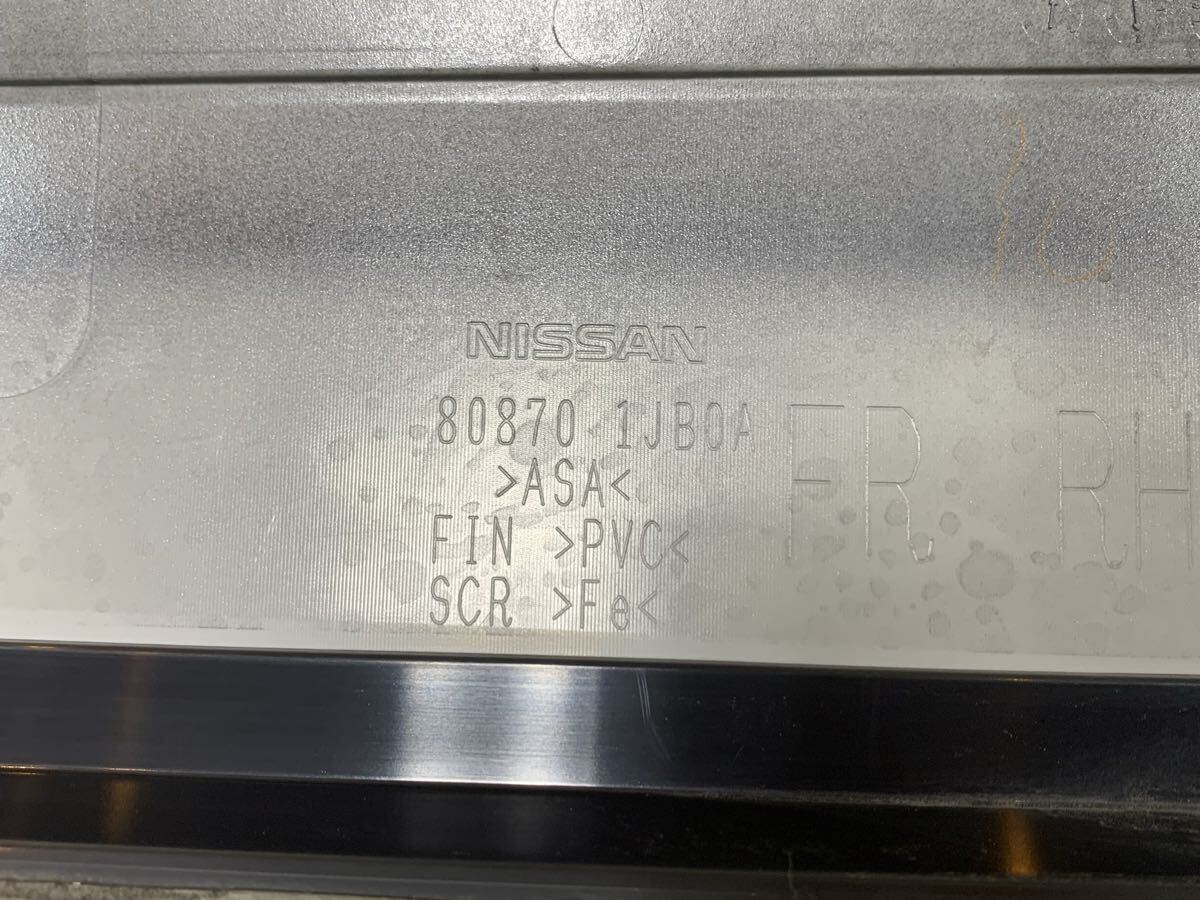 NISSAN
80870 1JB0A
>ASA<
FIN >PVC<
SCR >Fe<
FR RH